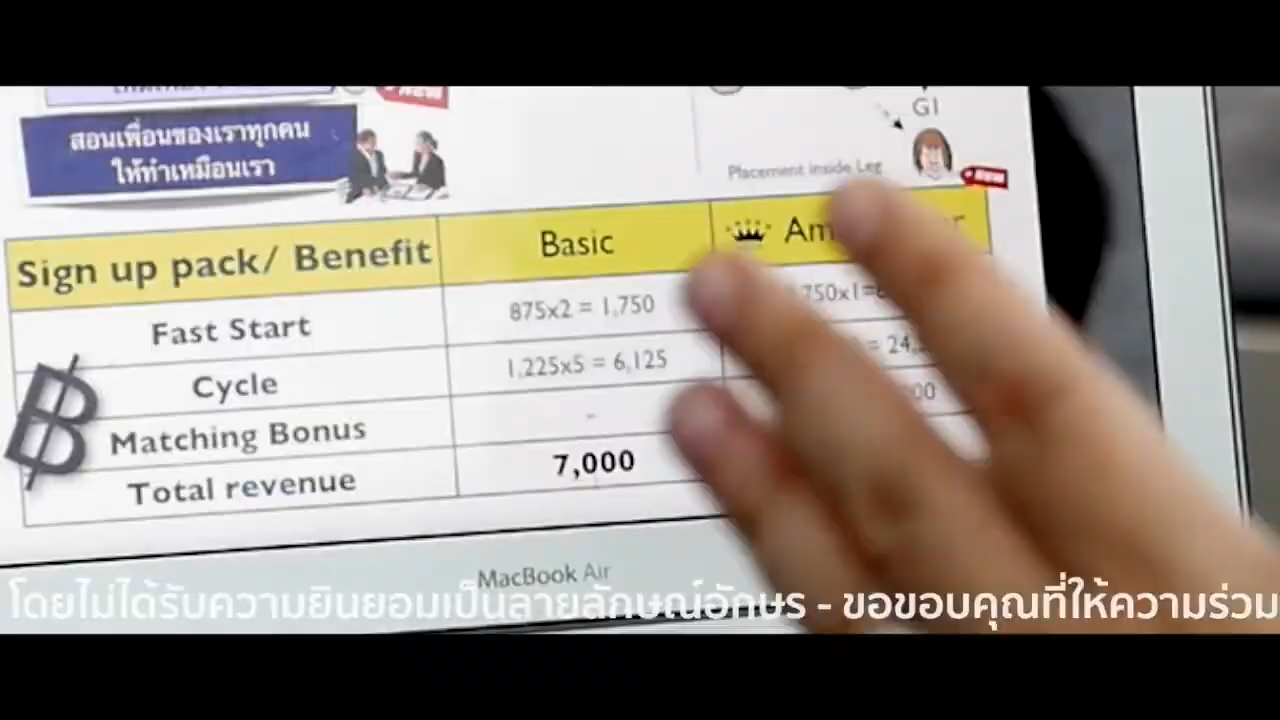 NEW
สอนเพื่อนของเราทุกคน
ให้ทำเหมือนเรา
G1
Placement inside Leg
NEW
Sign up pack/ Benefit Basic
Fast Start 875x2 = 1,750
Cycle 1,225x5 = 6,125
Matching Bonus -
Total revenue 7,000
฿
MacBook Air
โดยไม่ได้รับความยินยอมเป็นลายลักษณ์อักษร - ขอขอบคุณที่ให้ความร่วม